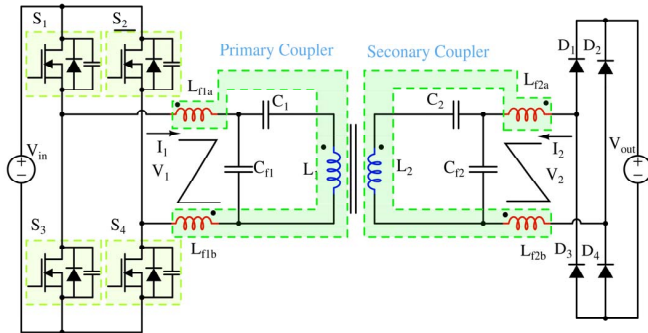 S1
S2
Primary Coupler
Seconary Coupler
D1
D2
Lf1a
Lf2a
C1
C2
I1
I2
Vin
V1
Cf1
L
L2
Cf2
V2
Vout
S3
S4
Lf1b
Lf2b
D3
D4